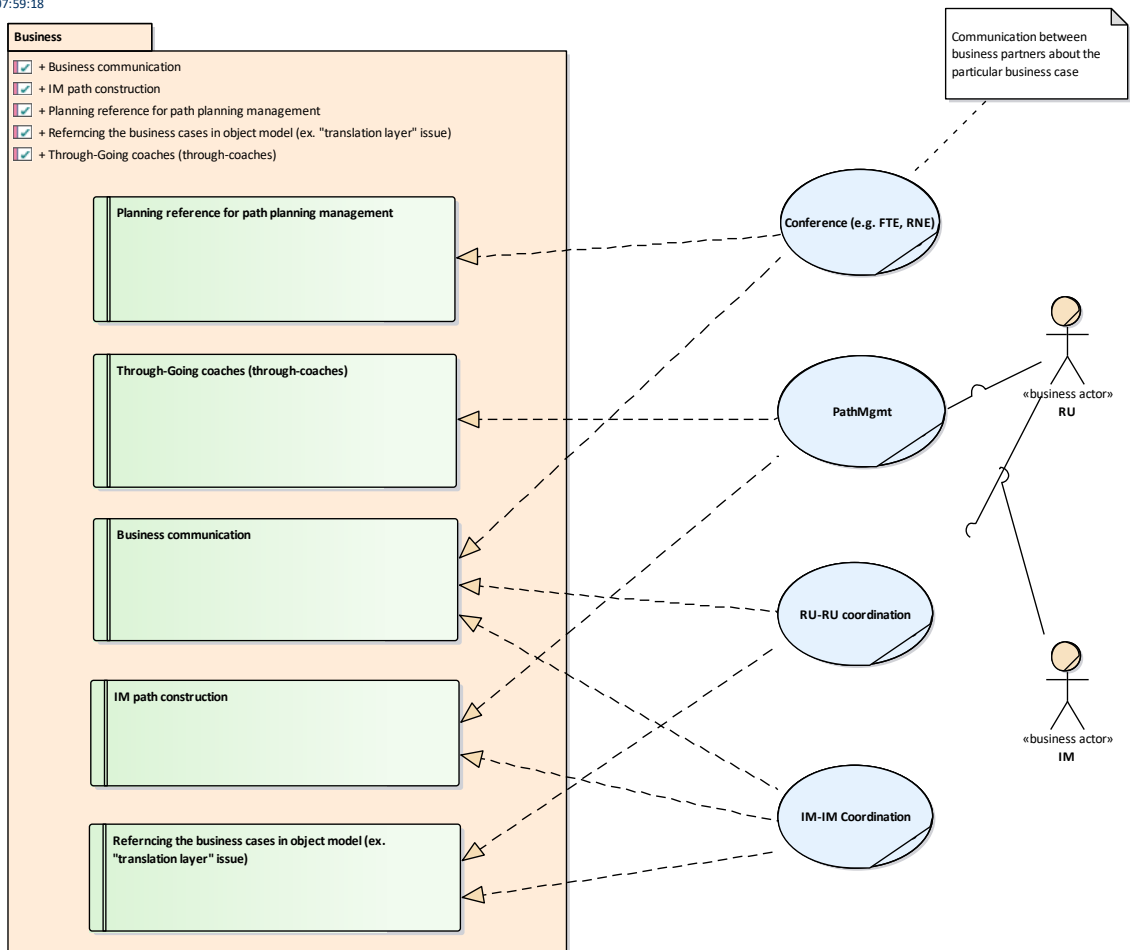 07:59:18
Business
+ Business communication
+ IM path construction
+ Planning reference for path planning management
+ Referncing the business cases in object model (ex. "translation layer" issue)
+ Through-Going coaches (through-coaches)
Communication between
business partners about the
particular business case
Planning reference for path planning management
Conference (e.g. FTE, RNE)
Through-Going coaches (through-coaches)
PathMgmt
«business actor»
RU
Business communication
RU-RU coordination
IM path construction
«business actor»
IM
IM-IM Coordination
Referncing the business cases in object model (ex.
"translation layer" issue)